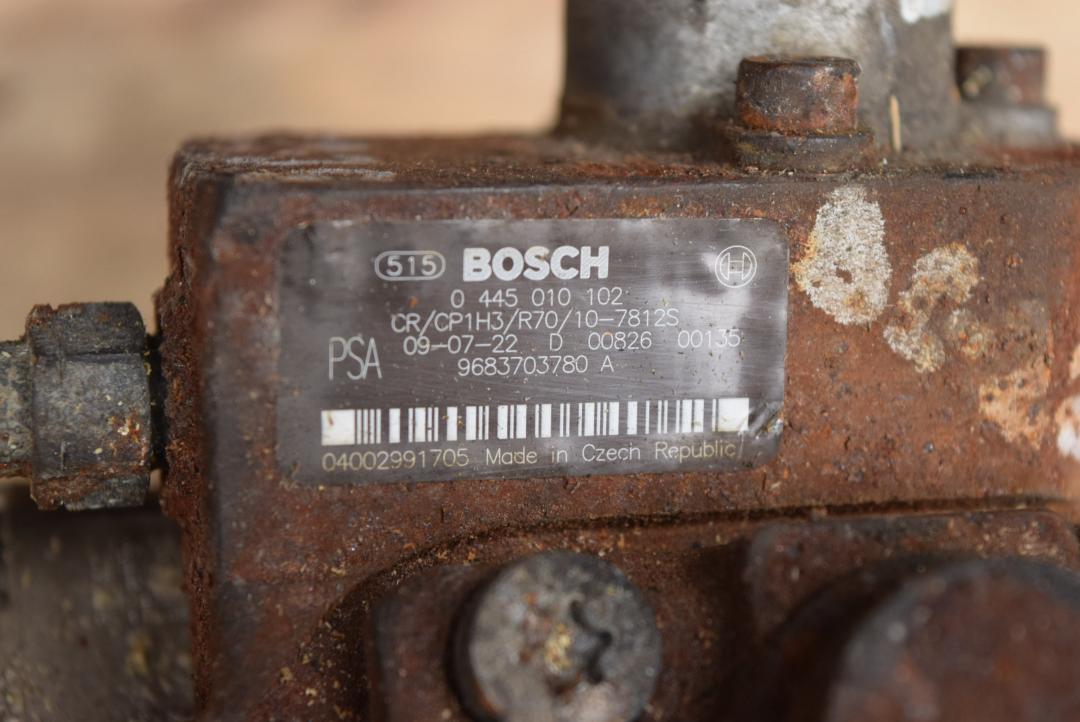 515 BOSCH
0 445 010 102
CR/CP1H3/R70/10-7812S
PSA 09-07-22 D 00826 00135
9683703780 A
04002991705 Made in Czech Republic